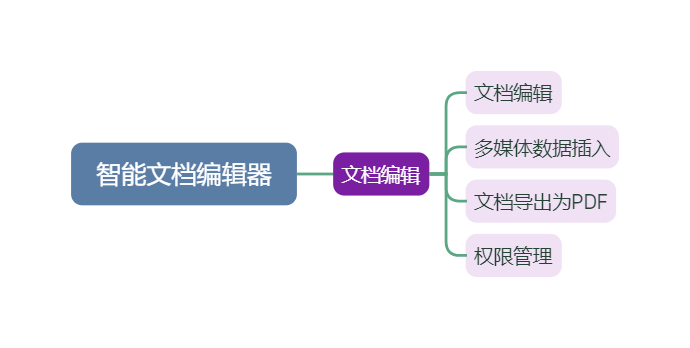 智能文档编辑器
文档编辑
文档编辑
多媒体数据插入
文档导出为PDF
权限管理